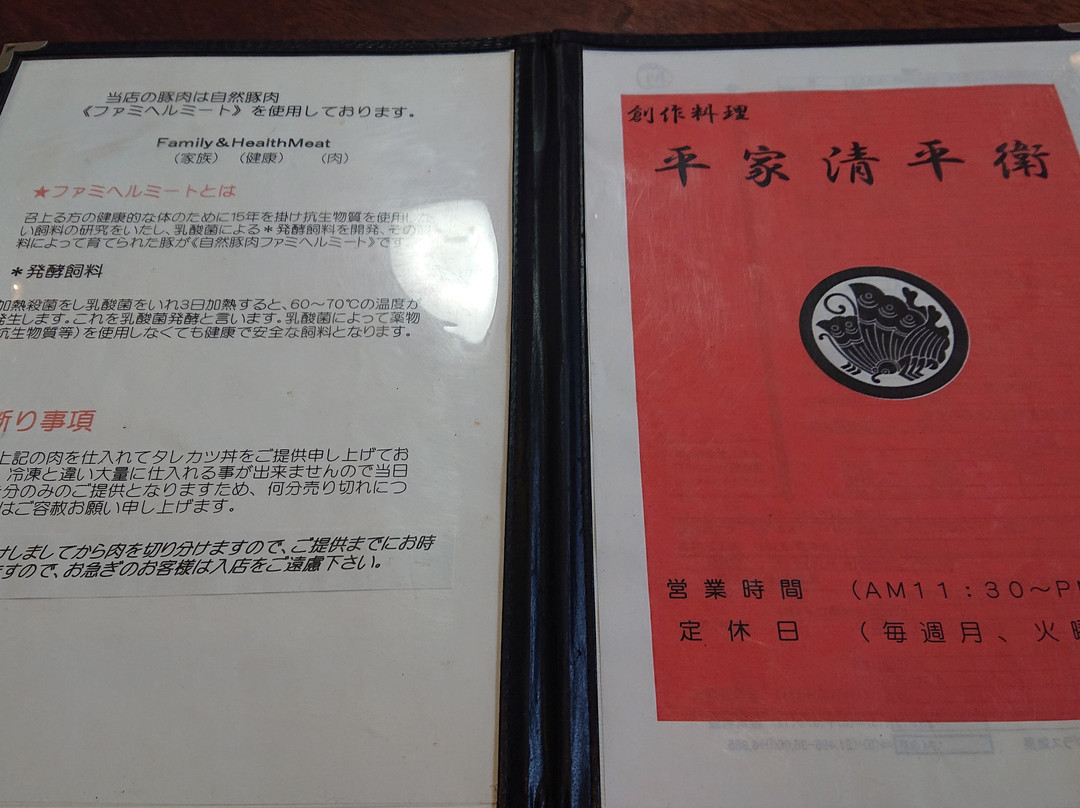 当店の豚肉は自然豚肉
《ファミヘルミート》を使用しております。
Family＆HealthMeat
（家族）（健康）　（肉）
★ファミヘルミートとは
召上る方の健康的な体のために15年を掛け抗生物質を使用し
い飼料の研究をいたし、乳酸菌による＊発酵飼料を開発、その
料によって育てられた豚が《自然豚肉ファミヘルミート》です
＊発酵飼料
加熱殺菌をし乳酸菌をいれ3日加熱すると、60～70℃の温度が
発生します。これを乳酸菌発酵と言います。乳酸菌によって薬物
抗生物質等）を使用しなくても健康で安全な飼料となります。
断り事項
上記の肉を仕入れてタレカツ丼をご提供申し上げてお
冷凍と違い大量に仕入れる事が出来ませんので当日
分のみのご提供となりますため、何分売り切れにつ
はご容赦お願い申し上げます。
けしましてから肉を切り分けますので、ご提供までにお時
ますので、お急ぎのお客様は入店をご遠慮下さい。
創作料理
平家清平衛
営業時間　（AM11：30～P
定休日　（毎週月、火曜